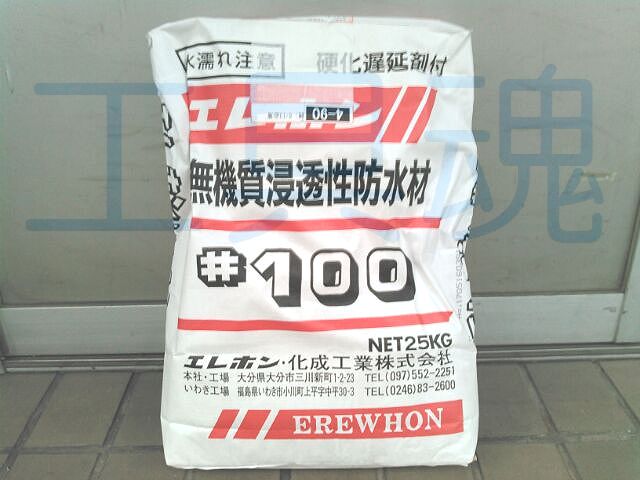 水濡れ注意
硬化遅延剤付
エレホン
4-90
無機質浸透性防水材
#100
NET25KG
エレホン・化成工業株式会社
本社・工場 大分県大分市三川新町1-2-23 TEL(097)552-2251
いわき工場 福島県いわき市小川町上平字中平30-3 TEL(0246)83-2600
EREWHON
工具魂